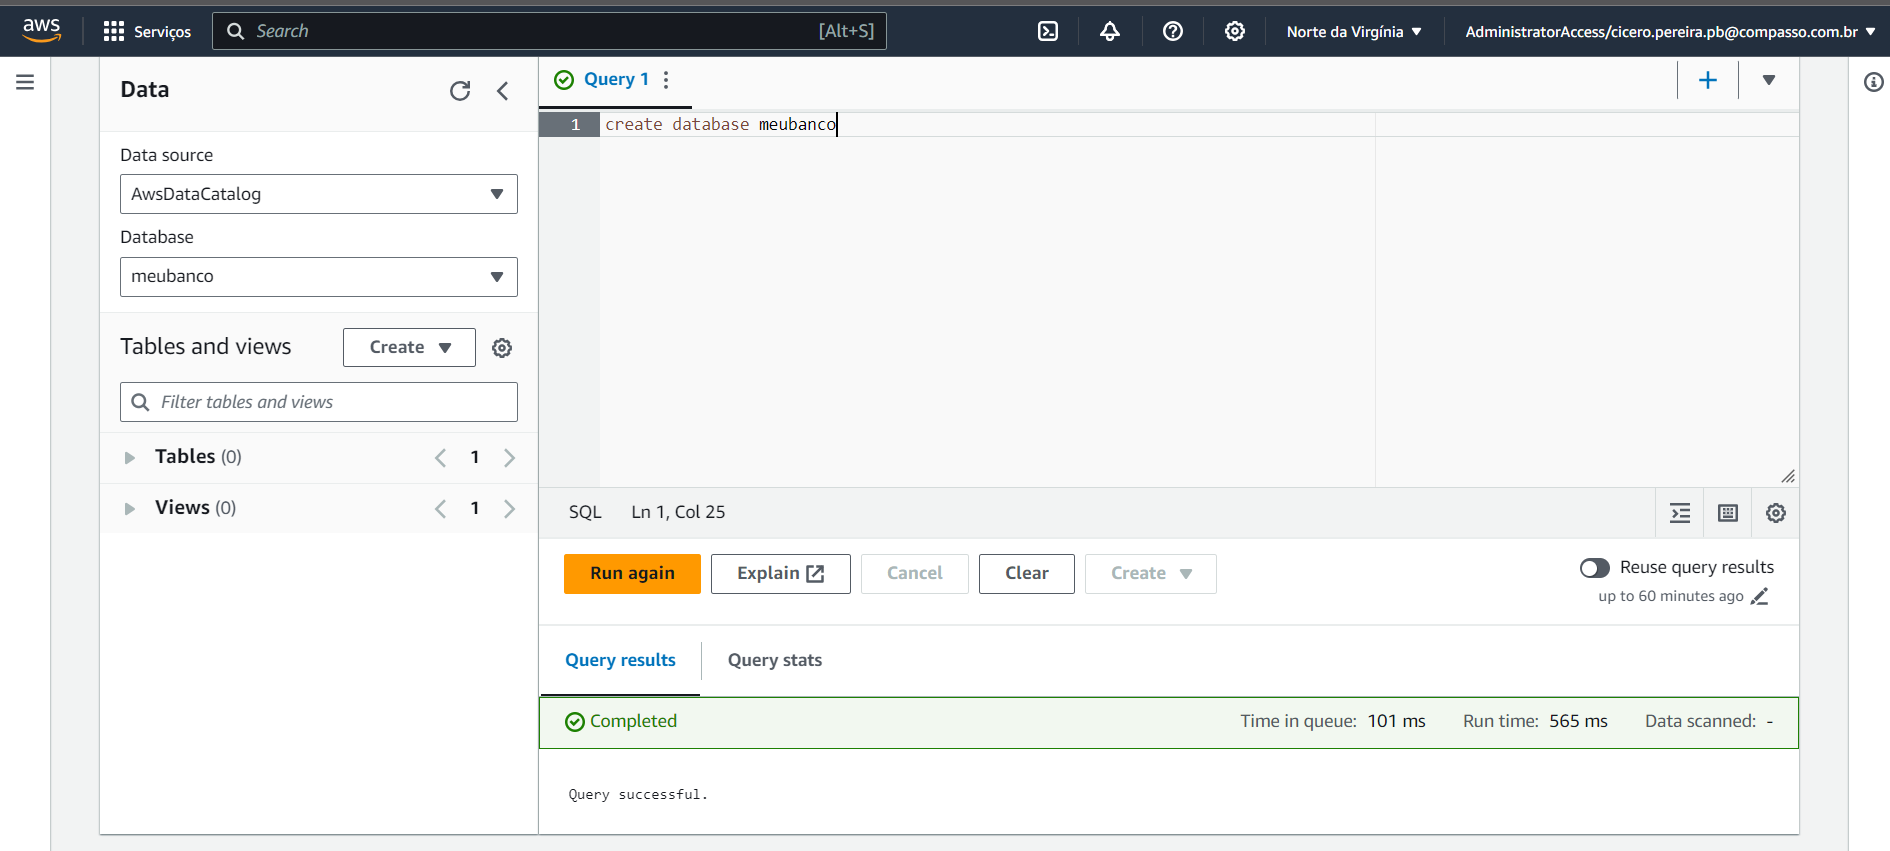 aws
Serviços
Search
[Alt+S]
Norte da Virgínia
AdministratorAccess/cicero.pereira.pb@compasso.com.br
Data
Data source
AwsDataCatalog
Database
meubanco
Tables and views
Create
Filter tables and views
Tables (0)
1
Views (0)
1
Query 1
1 create database meubanco
SQL Ln 1, Col 25
Run again
Explain
Cancel
Clear
Create
Reuse query results
up to 60 minutes ago
Query results
Query stats
Completed
Time in queue: 101 ms
Run time: 565 ms
Data scanned: -
Query successful.